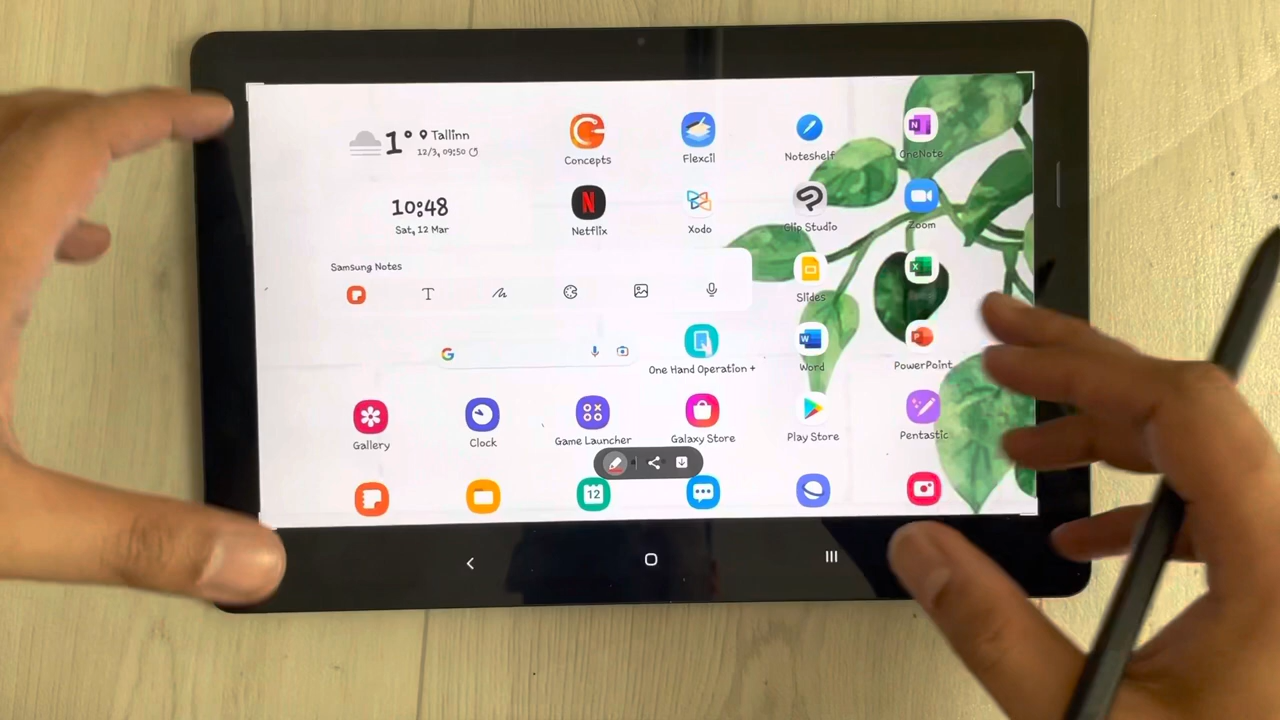 1° Tallinn
12/3, 09:50
10:48
Sat, 12 Mar
Concepts
Flexcil
Noteshelf
N
OneNote
N
Netflix
Xodo
Clip Studio
Zoom
Samsung Notes
T
Slides
X
G
One Hand Operation +
W
Word
P
PowerPoint
Gallery
Clock
Game Launcher
Galaxy Store
Play Store
Pentastic
12